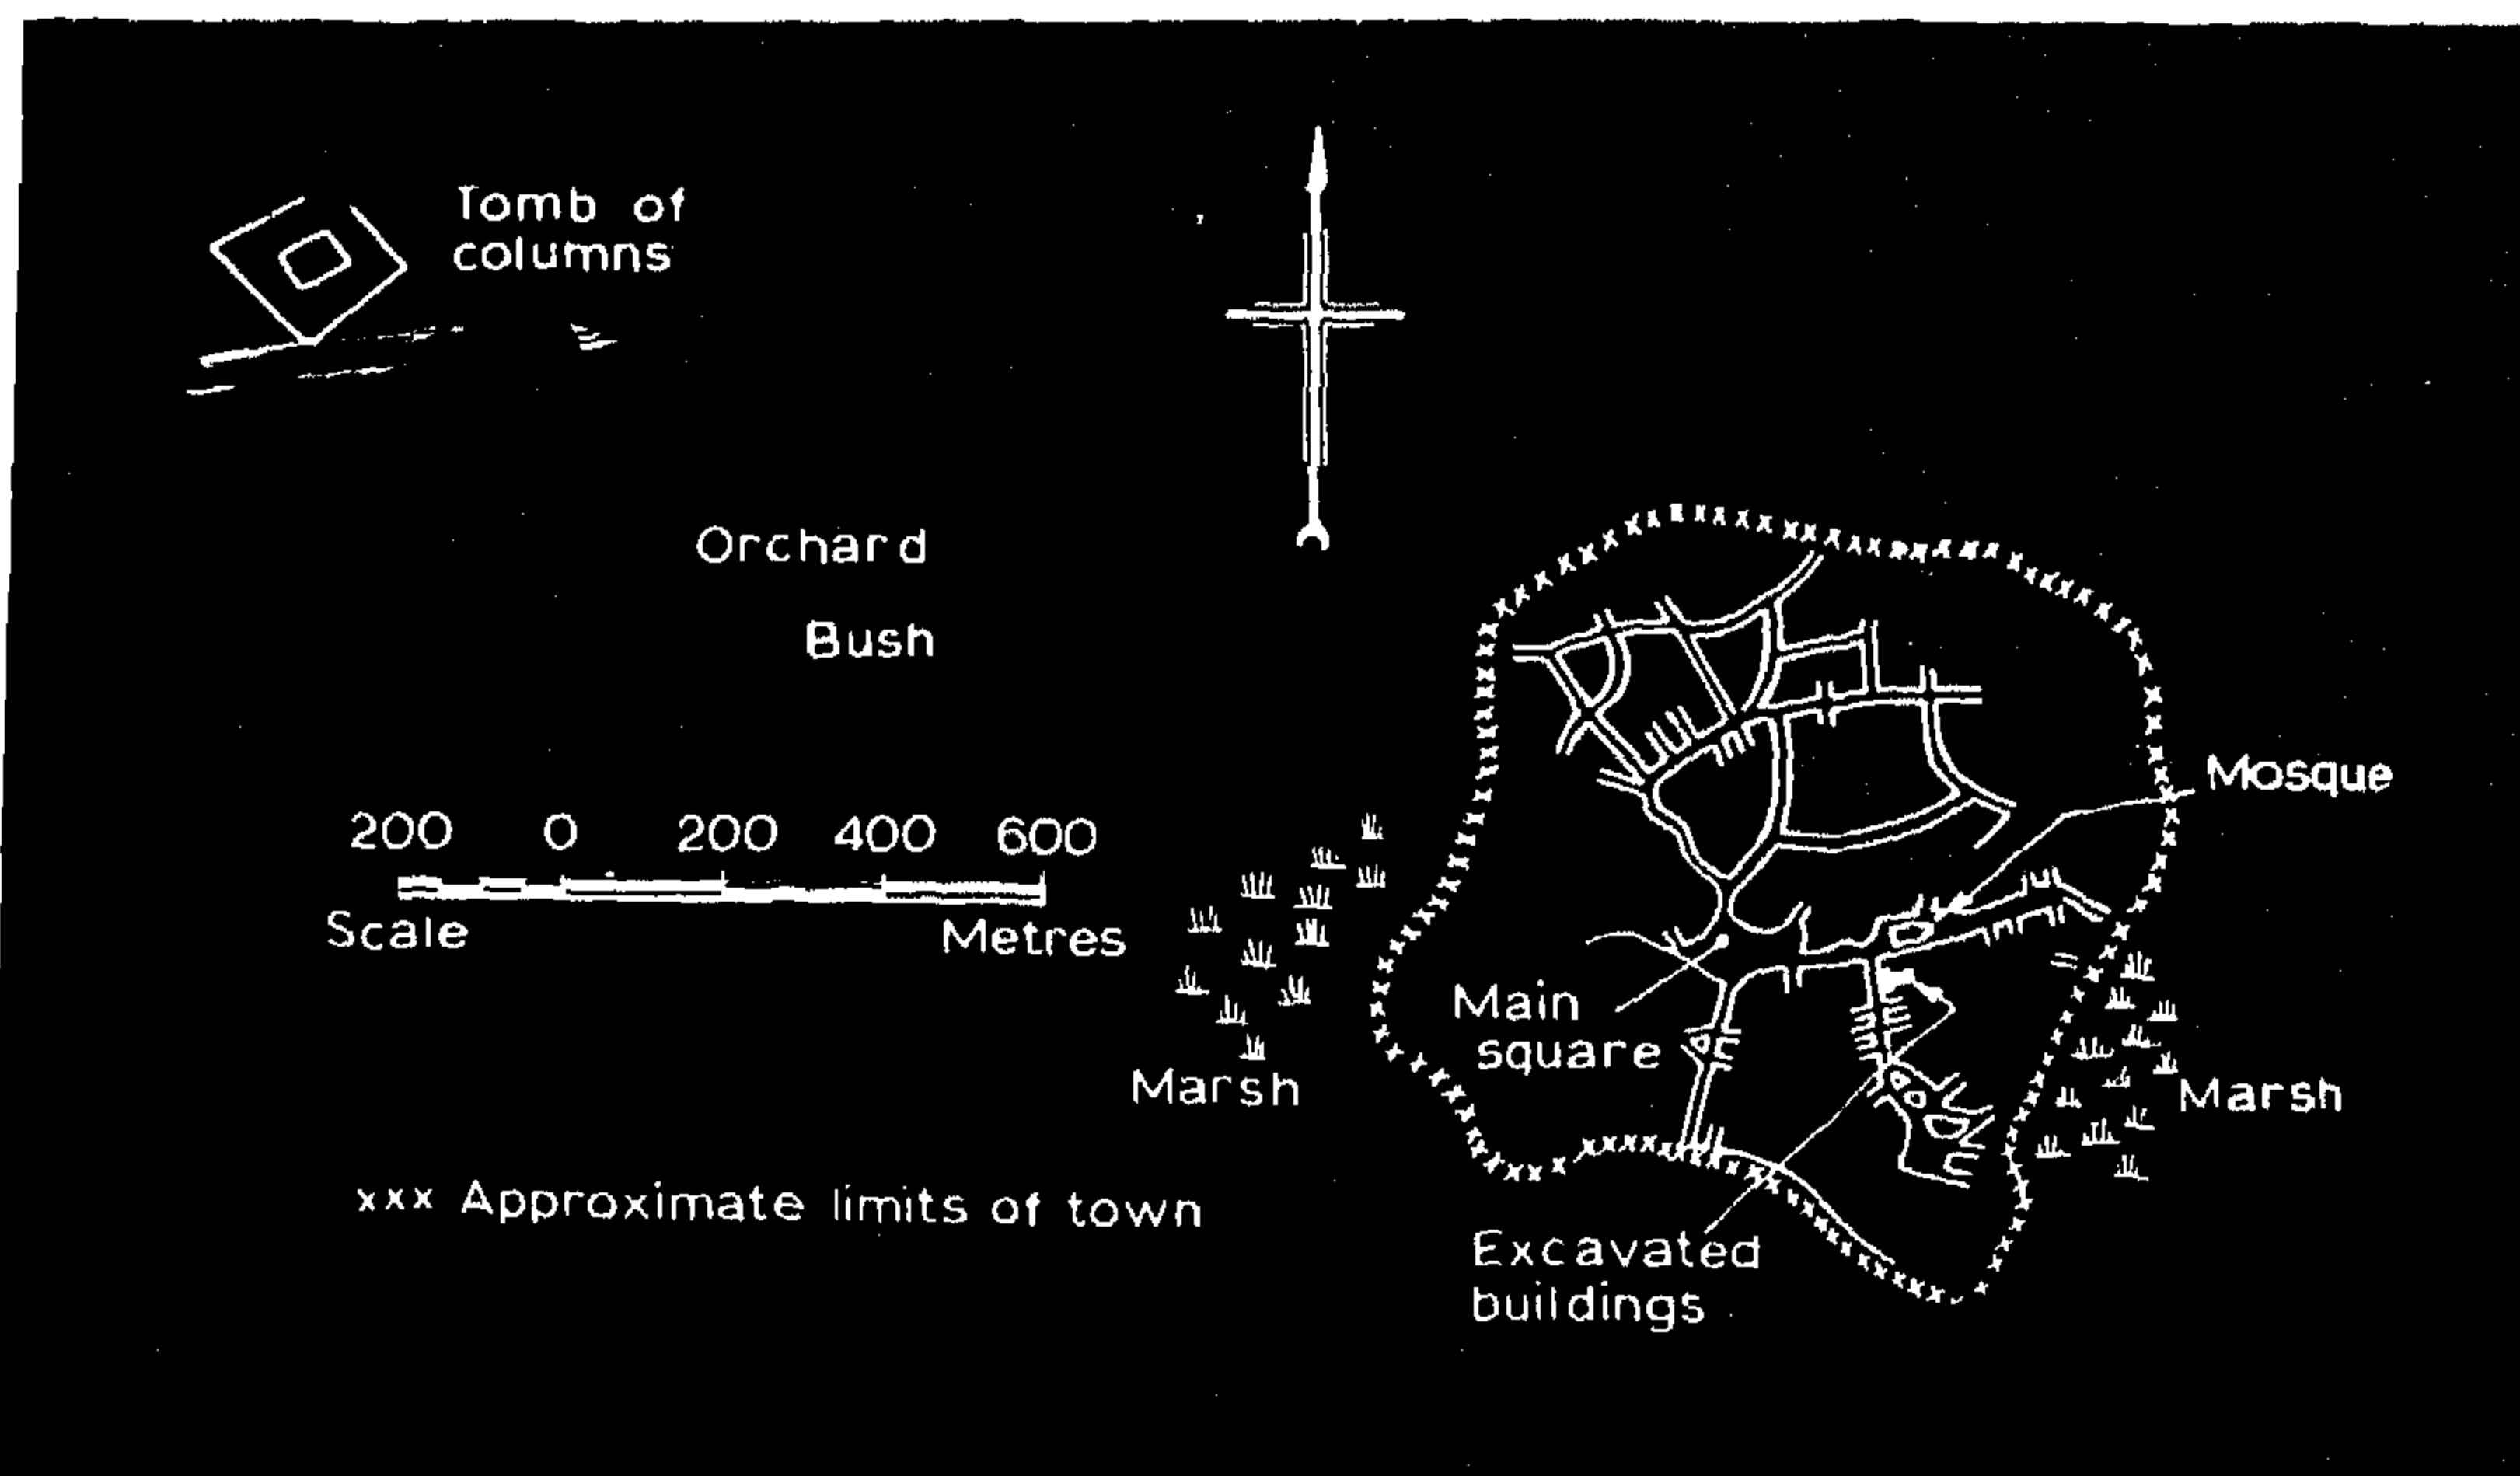 Tomb of
columns
Orchard
Bush
Mosque
200 0 200 400 600
Scale Metres
Main
square
Marsh
Marsh
xxx Approximate limits of town
Excavated
buildings